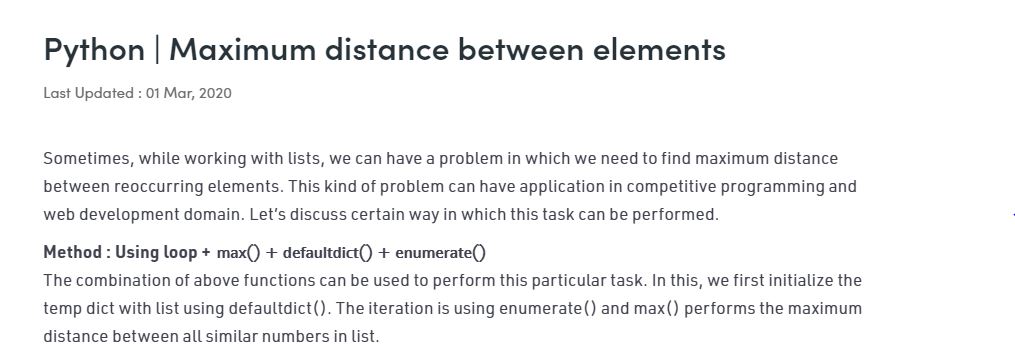 Python | Maximum distance between elements
Last Updated : 01 Mar, 2020
Sometimes, while working with lists, we can have a problem in which we need to find maximum distance
between reoccurring elements. This kind of problem can have application in competitive programming and
web development domain. Let’s discuss certain way in which this task can be performed.
Method : Using loop + max() + defaultdict() + enumerate()
The combination of above functions can be used to perform this particular task. In this, we first initialize the
temp dict with list using defaultdict(). The iteration is using enumerate() and max() performs the maximum
distance between all similar numbers in list.